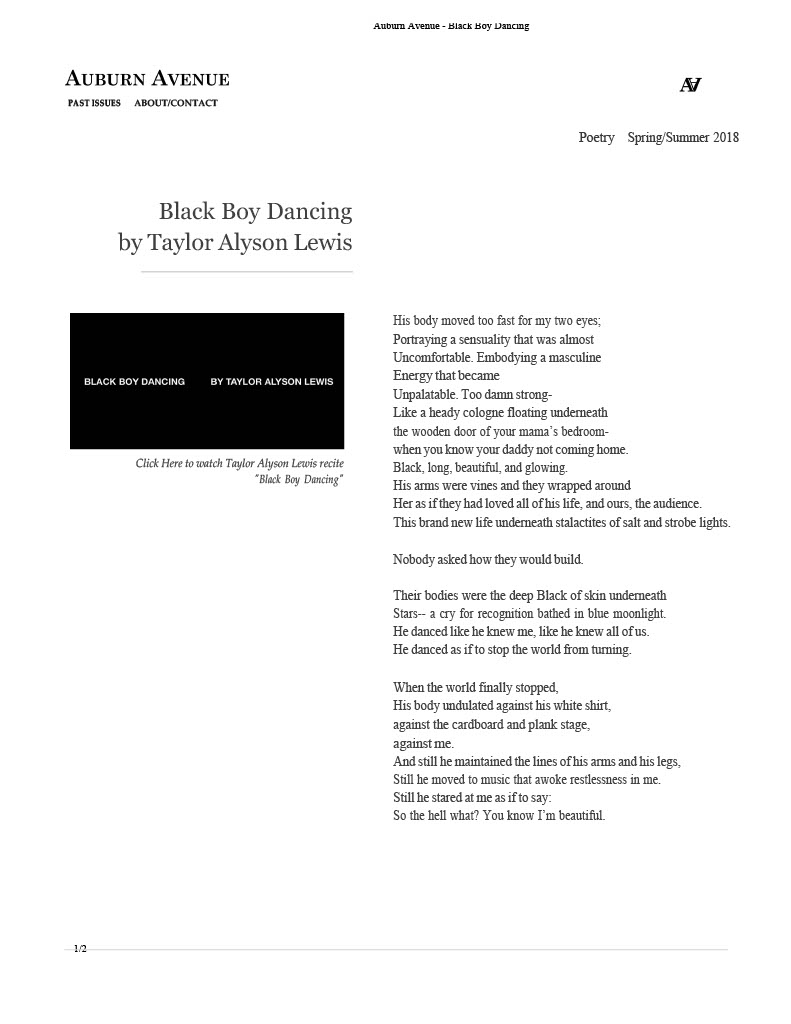 Auburn Avenue - Black Boy Dancing
AUBURN AVENUE
PAST ISSUES ABOUT/CONTACT
AA
Poetry Spring/Summer 2018
Black Boy Dancing
by Taylor Alyson Lewis
BLACK BOY DANCING BY TAYLOR ALYSON LEWIS
Click Here to watch Taylor Alyson Lewis recite
"Black Boy Dancing"
His body moved too fast for my two eyes;
Portraying a sensuality that was almost
Uncomfortable. Embodying a masculine
Energy that became
Unpalatable. Too damn strong-
Like a heady cologne floating underneath
the wooden door of your mama's bedroom-
when you know your daddy not coming home.
Black, long, beautiful, and glowing.
His arms were vines and they wrapped around
Her as if they had loved all of his life, and ours, the audience.
This brand new life underneath stalactites of salt and strobe lights.
Nobody asked how they would build.
Their bodies were the deep Black of skin underneath
Stars-- a cry for recognition bathed in blue moonlight.
He danced like he knew me, like he knew all of us.
He danced as if to stop the world from turning.
When the world finally stopped,
His body undulated against his white shirt,
against the cardboard and plank stage,
against me.
And still he maintained the lines of his arms and his legs,
Still he moved to music that awoke restlessness in me.
Still he stared at me as if to say:
So the hell what? You know I'm beautiful.
1/2